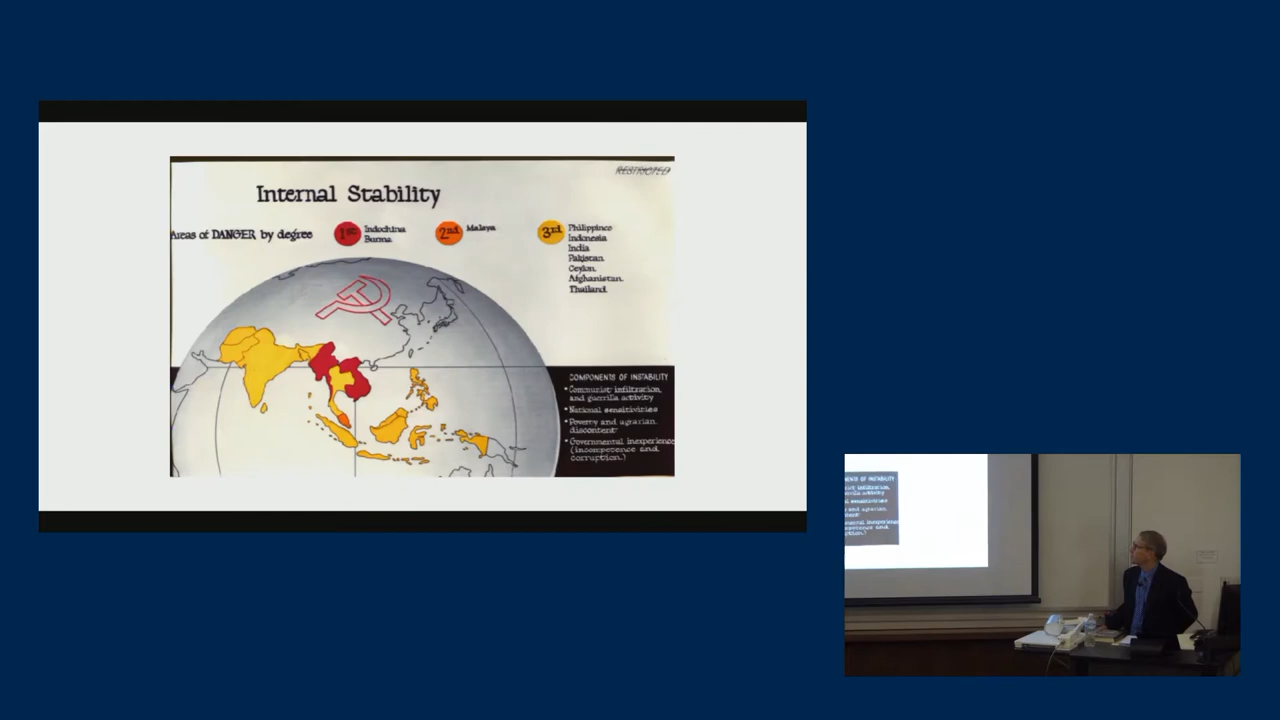 RESTRICTED
Internal Stability
Areas of DANGER by degree
1st
Indochina
Burma
2nd
Malaya
3rd
Philippines
Indonesia
India
Pakistan
Ceylon
Afghanistan
Thailand
COMPONENTS OF INSTABILITY
• Communist infiltration,
and guerrilla activity
• National sensitivities
• Poverty and agrarian
discontent
• Governmental inexperience
(incompetence and
corruption.)